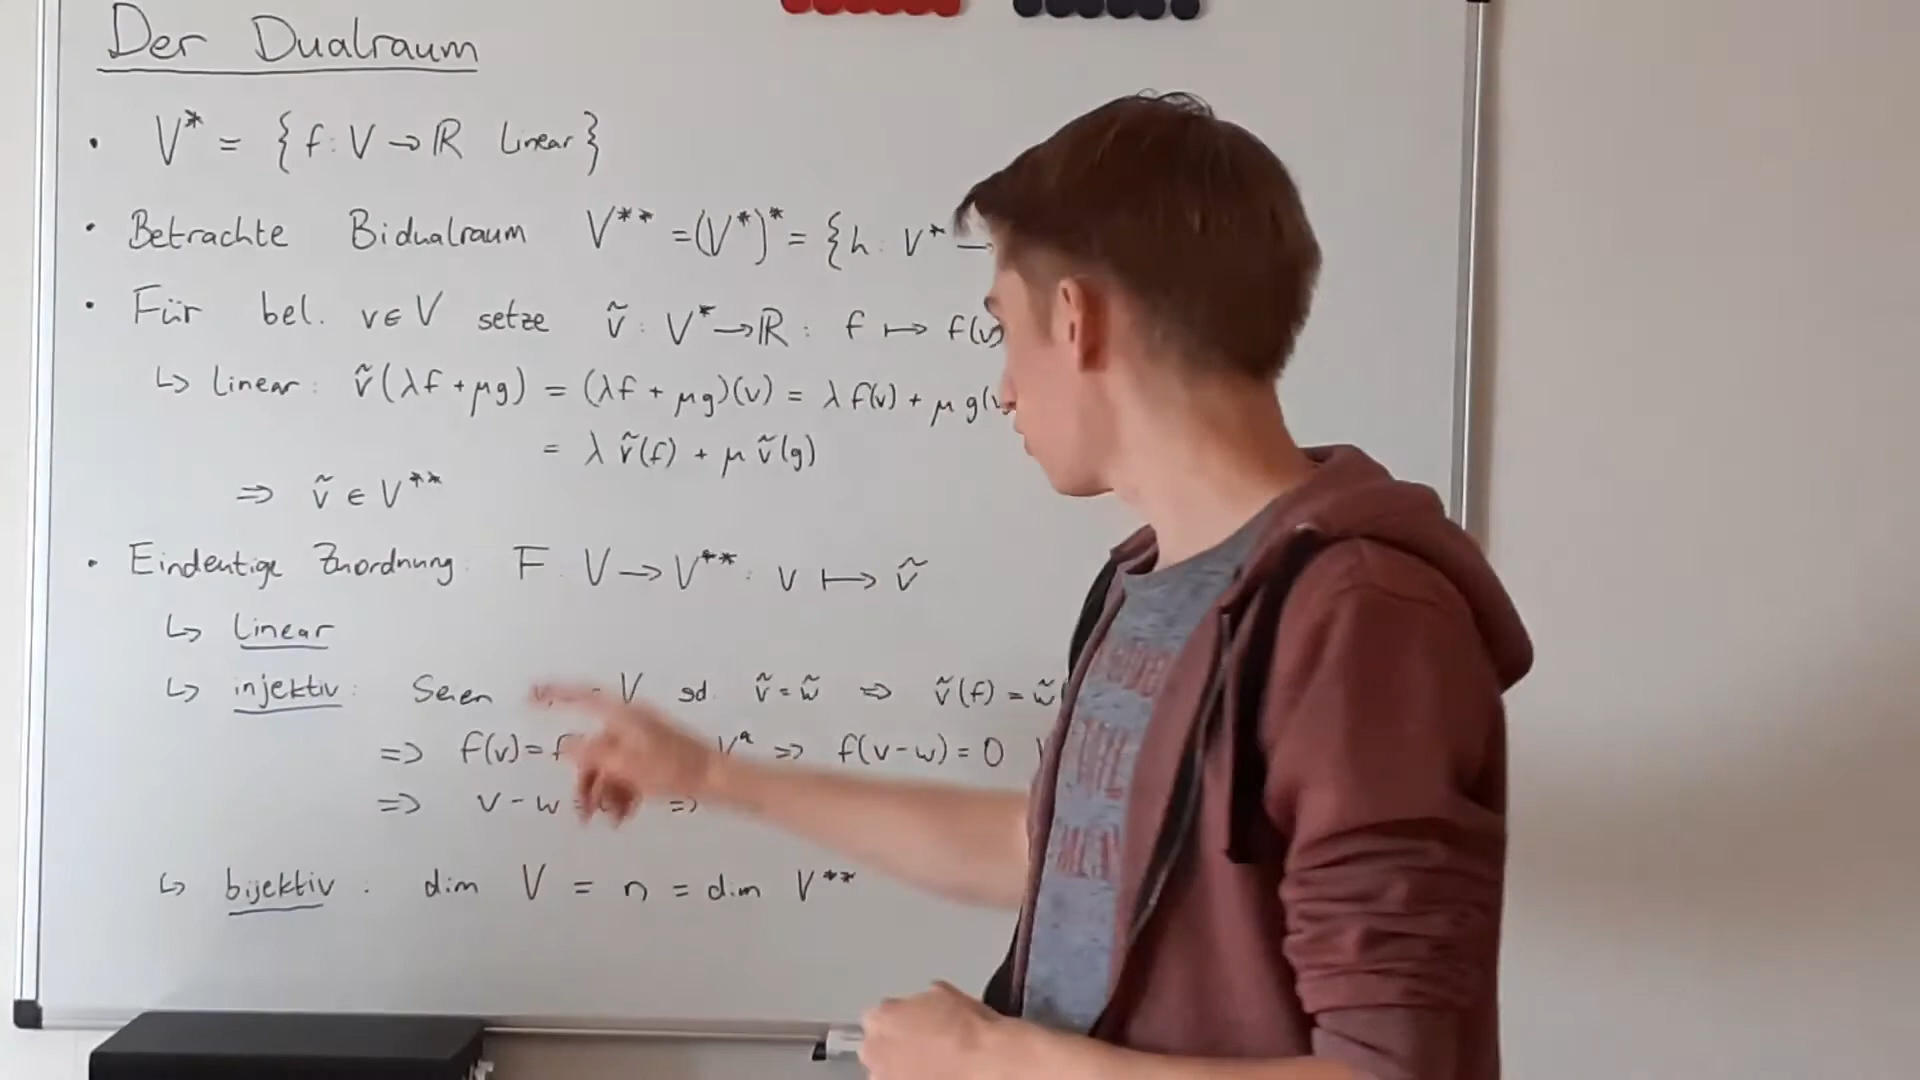 Der Dualraum
• V* = {f: V → ℝ linear}
• Betrachte Bidualraum V** = (V*)* = {h: V* →
• Für bel. v∈V setze ṽ: V* → ℝ: f ↦ f(v)
↳ linear: ṽ(λf + μg) = (λf + μg)(v) = λ f(v) + μ g(v
= λ ṽ(f) + μ ṽ(g)
⇒ ṽ ∈ V**
• Eindeutige Zuordnung: F: V → V**: v ↦ ṽ
↳ linear
↳ injektiv: Seien V sd. ṽ = w̃ ⇒ ṽ(f) = w̃(
⇒ f(v) = f V* ⇒ f(v-w) = 0
⇒ v - w = ⇒
↳ bijektiv: dim V = n = dim V**